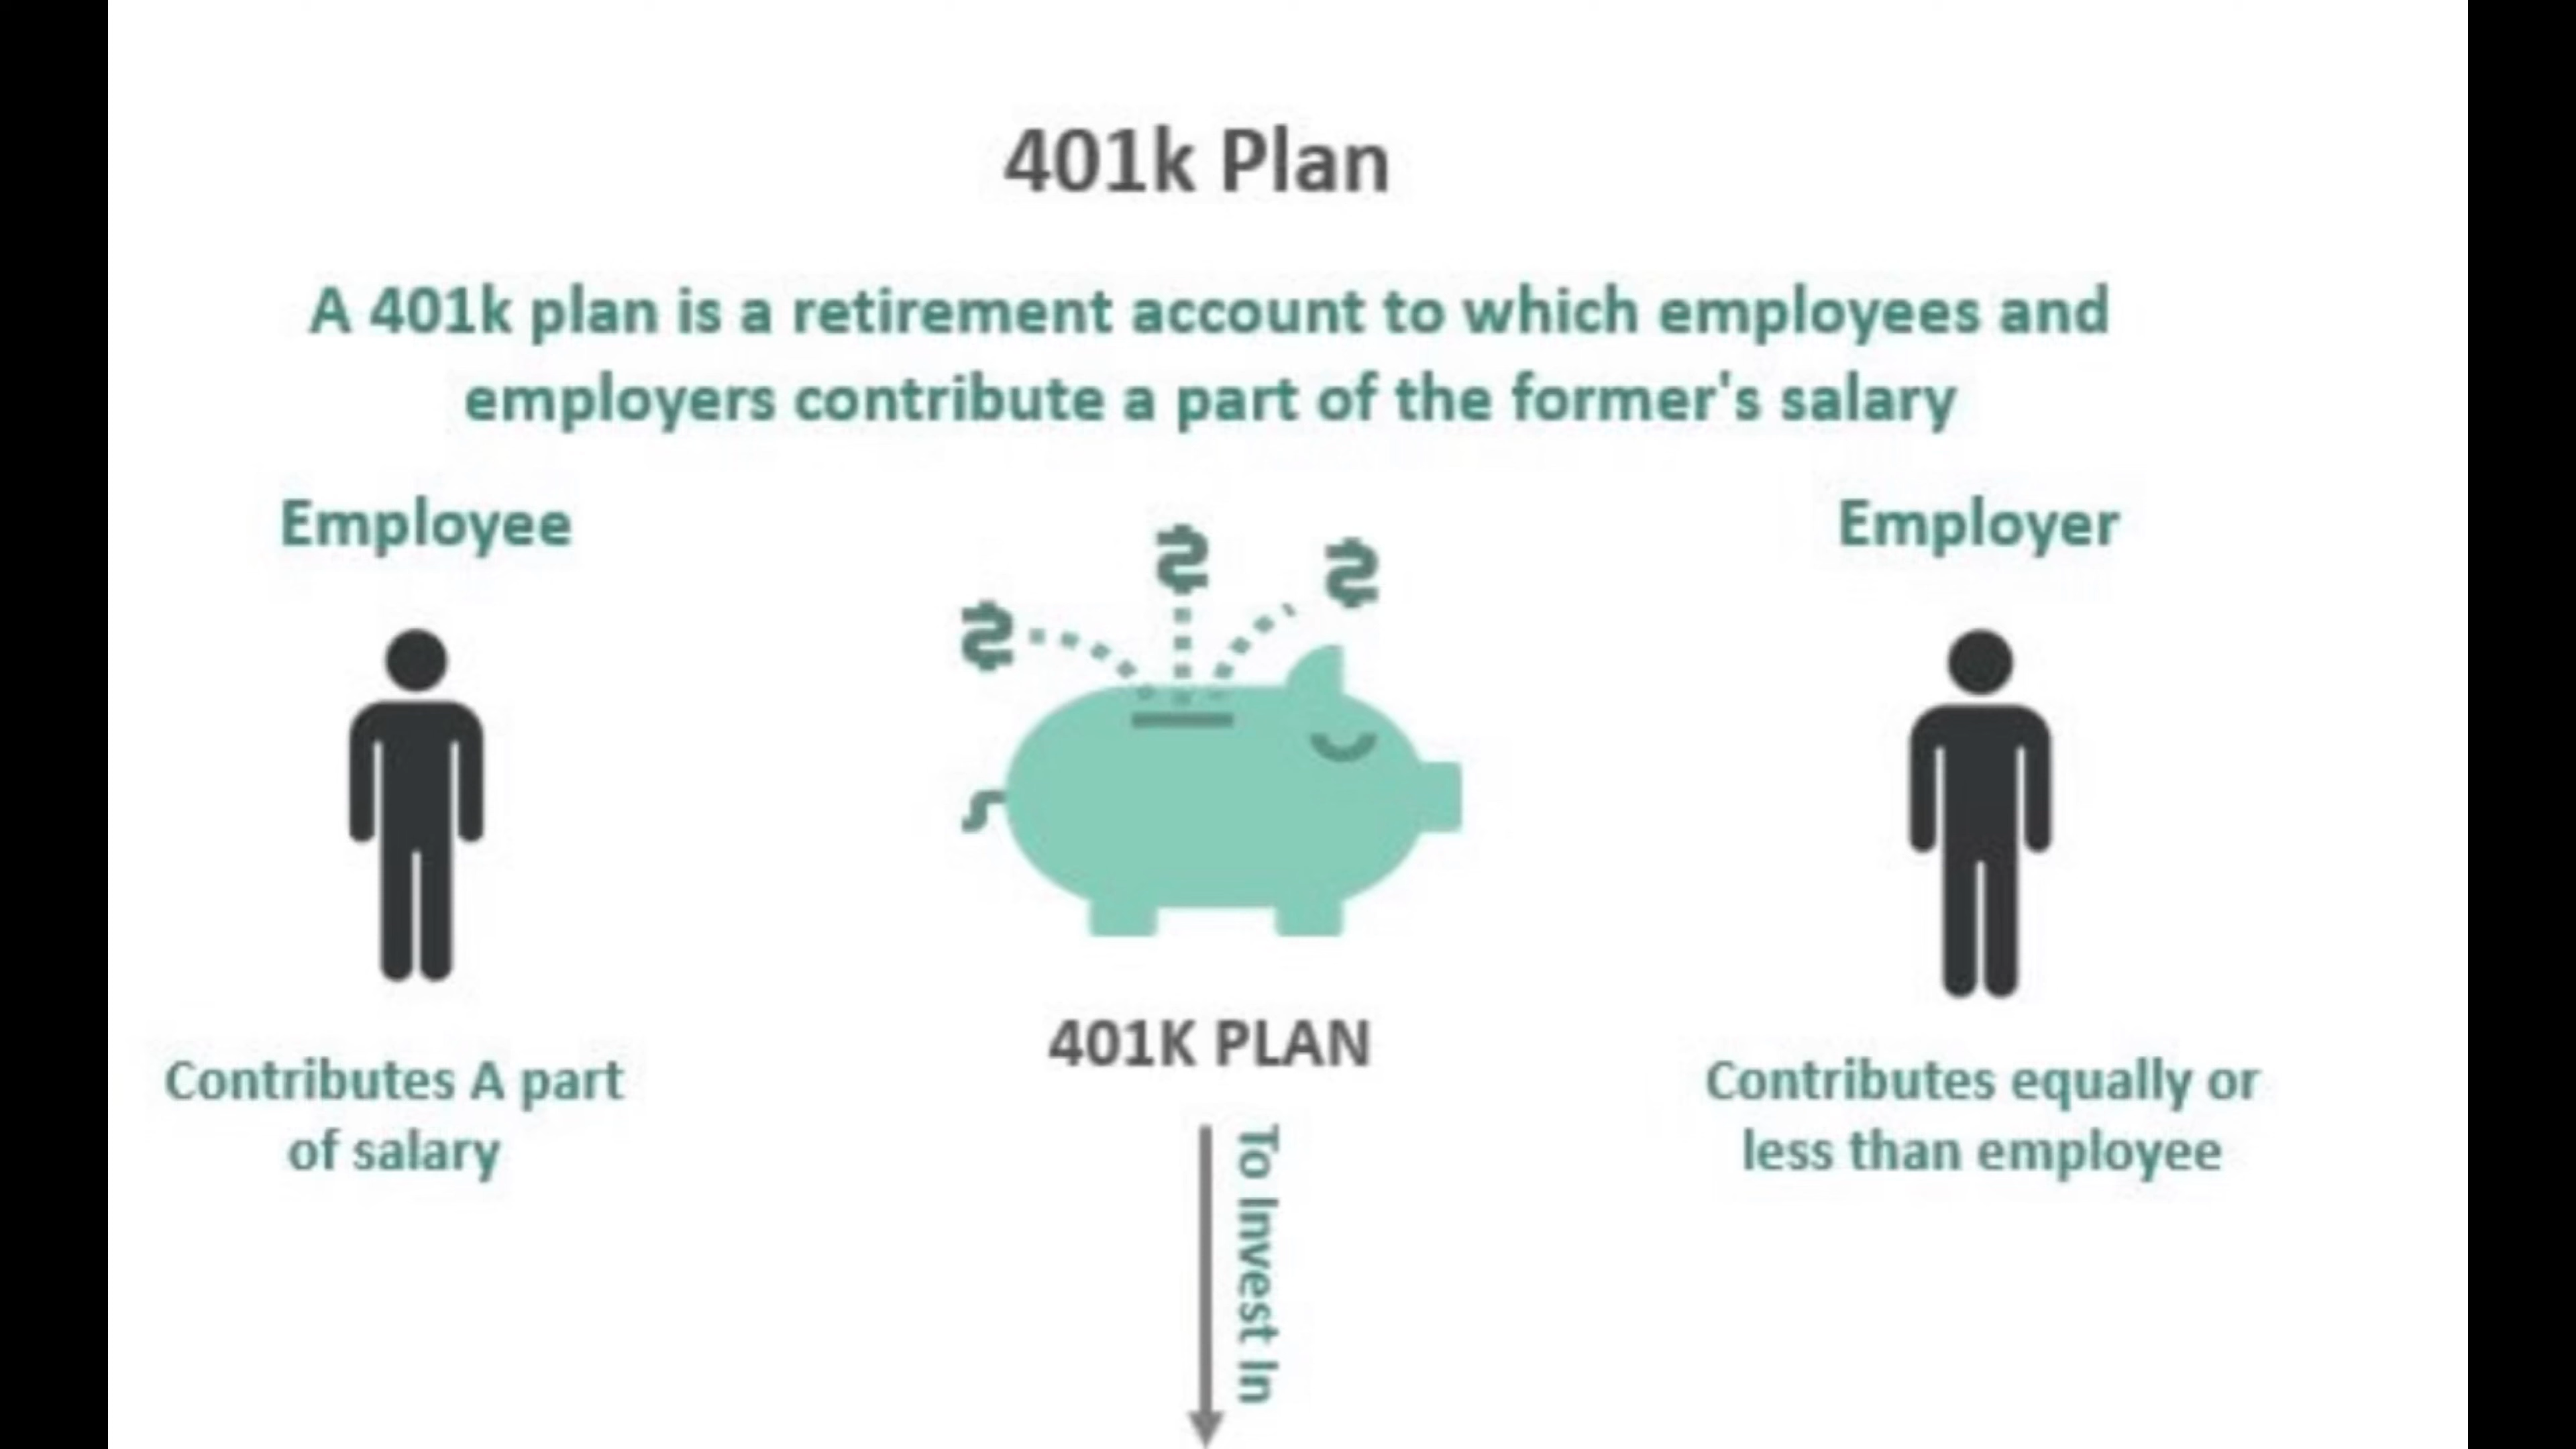 401k Plan
A 401k plan is a retirement account to which employees and
employers contribute a part of the former's salary
Employee
Employer
401K PLAN
Contributes A part
of salary
Contributes equally or
less than employee
To Invest In